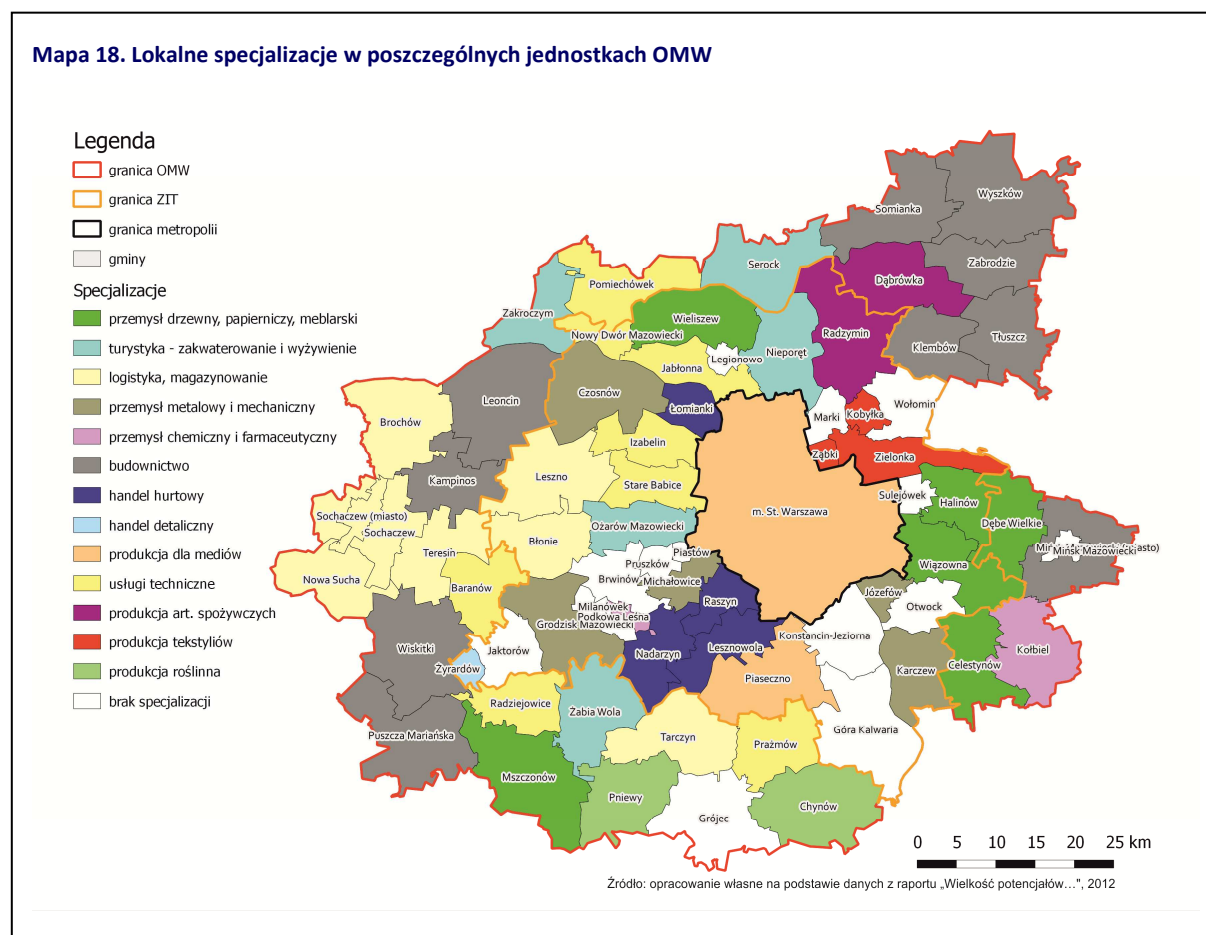 Mapa 18. Lokalne specjalizacje w poszczególnych jednostkach OMW
Legenda
granica OMW
granica ZIT
granica metropolii
gminy
Specjalizacje
przemysł drzewny, papierniczy, meblarski
turystyka - zakwaterowanie i wyżywienie
logistyka, magazynowanie
przemysł metalowy i mechaniczny
przemysł chemiczny i farmaceutyczny
budownictwo
handel hurtowy
handel detaliczny
produkcja dla mediów
usługi techniczne
produkcja art. spożywczych
produkcja tekstyliów
produkcja roślinna
brak specjalizacji
Wyszków
Somianka
Zabrodzie
Serock
Dąbrówka
Pomiechówek
Zakroczym
Wieliszew
Nowy Dwór Mazowiecki
Radzymin
Tłuszcz
Klembów
Nieporęt
Legionowo
Jabłonna
Czosnów
Leoncin
Łomianki
Wołomin
Kobyłka
Marki
Brochów
Izabelin
Ząbki
Zielonka
Leszno
Kampinos
Stare Babice
Sulejówek
Halinów
m. St. Warszawa
Sochaczew (miasto)
Sochaczew
Ożarów Mazowiecki
Dębe Wielkie
Błonie
Teresin
Mińsk Mazowiecki
Piastów
Pruszków
Wiązowna
Nowa Sucha
Brwinów
Michałowice
Baranów
Józefów
Raszyn
Otwock
Milanówek
Podkowa Leśna
Grodzisk Mazowiecki
Konstancin-Jeziorna
Lesznowola
Kołbiel
Wiskitki
Jaktorów
Nadarzyn
Celestynów
Żyrardów
Karczew
Piaseczno
Radziejowice
Żabia Wola
Góra Kalwaria
Puszcza Mariańska
Tarczyn
Prażmów
Mszczonów
Pniewy
Chynów
Grójec
0 5 10 15 20 25 km
Źródło: opracowanie własne na podstawie danych z raportu „Wielkość potencjałów...", 2012